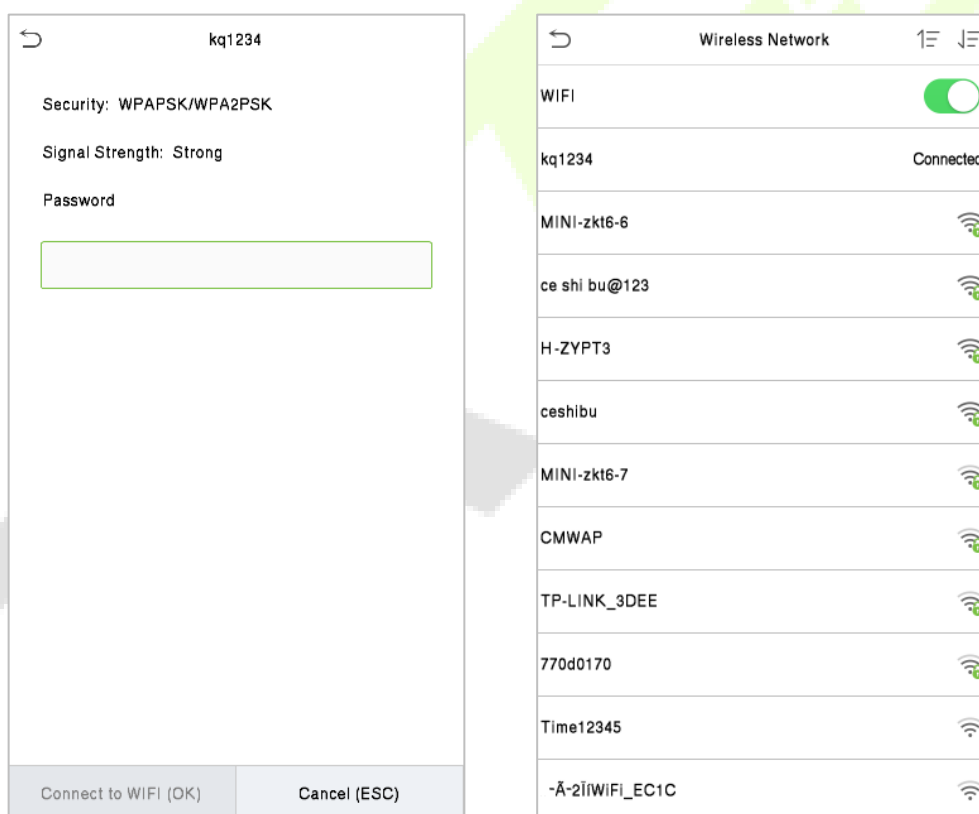 kq1234
Security: WPAPSK/WPA2PSK
Signal Strength: Strong
Password
Connect to WIFI (OK)
Cancel (ESC)
Wireless Network
WIFI
kq1234 Connected
MINI-zkt6-6
ce shi bu@123
H-ZYPT3
ceshibu
MINI-zkt6-7
CMWAP
TP-LINK_3DEE
770d0170
Time12345
-Ã-2ÏíWiFi_EC1C